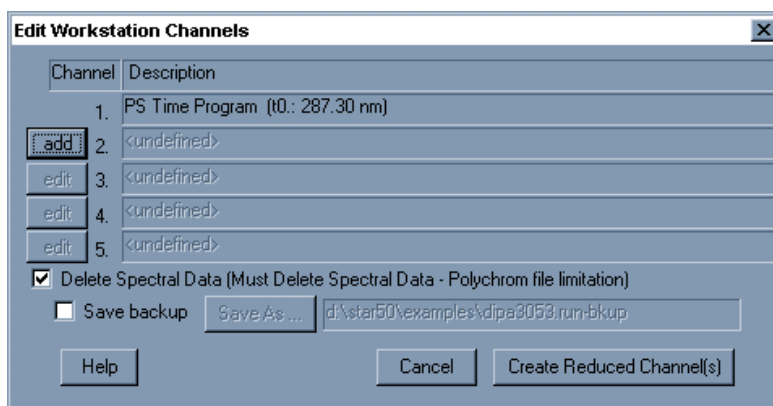 Edit Workstation Channels
Channel Description
1. PS Time Program (t0.: 287.30 nm)
add 2. <undefined>
edit 3. <undefined>
edit 4. <undefined>
edit 5. <undefined>
Delete Spectral Data (Must Delete Spectral Data - Polychrom file limitation)
Save backup Save As ... d:\star50\examples\dipa3053.run-bkup
Help Cancel Create Reduced Channel(s)